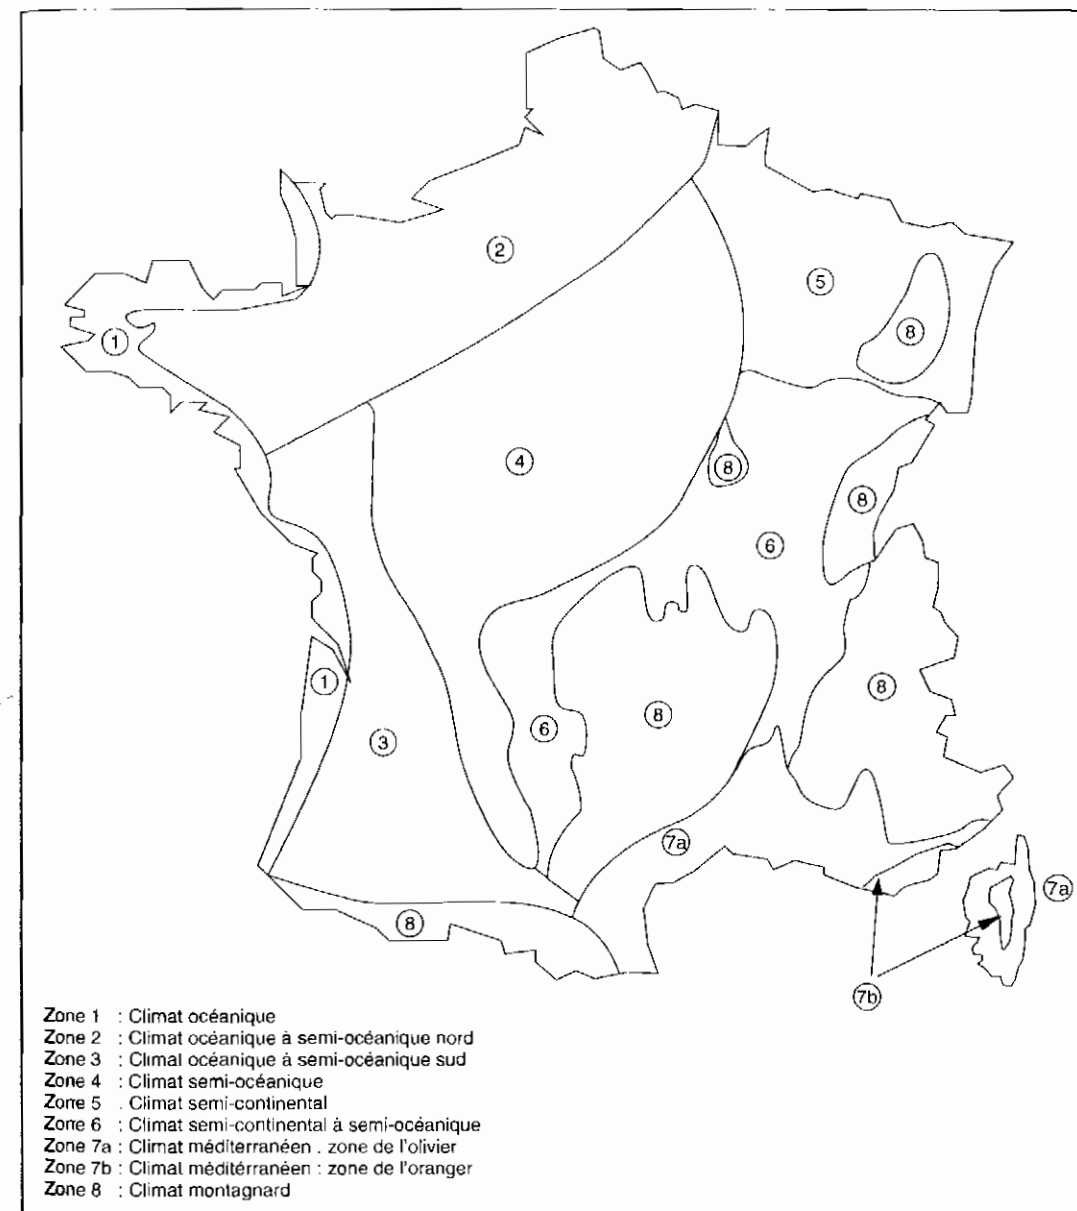 2
5
8
1
4
8
8
6
8
1
6
8
3
7a
7a
8
7b
Zone 1 : Climat océanique
Zone 2 : Climat océanique à semi-océanique nord
Zone 3 : Climat océanique à semi-océanique sud
Zone 4 : Climat semi-océanique
Zone 5 . Climat semi-continental
Zone 6 : Climat semi-continental à semi-océanique
Zone 7a : Climat méditerranéen . zone de l'olivier
Zone 7b : Climat méditérranéen : zone de l'oranger
Zone 8 : Climat montagnard